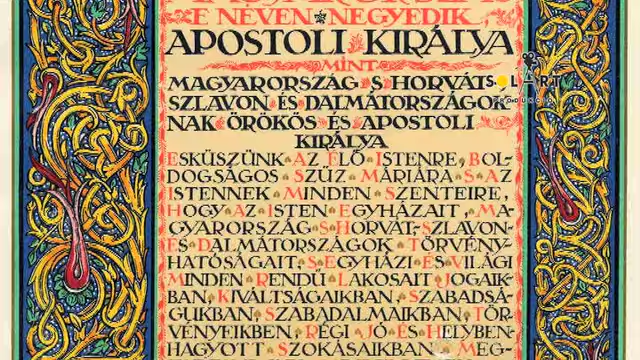 E NÉVEN NEGYEDIK
APOSTOLI KIRÁLYA
MINT
MAGYARORSZÁG S HORVÁT
SZLAVON ÉS DALMÁTORSZÁGOK
NAK ÖRÖKÖS ÉS APOSTOLI
KIRÁLYA
ESKÜSZÜNK AZ ÉLŐ ISTENRE, BOL-
DOGSÁGOS SZŰZ MÁRIÁRA S AZ
ISTENNEK MINDEN SZENTEIRE,
HOGY AZ ISTEN EGYHÁZAIT, MA-
GYARORSZÁG S HORVÁT-SZLAVON-
ÉS DALMÁTORSZÁGOK TÖRVÉNY-
HATÓSÁGAIT, S EGYHÁZI ÉS VILÁGI
MINDEN RENDŰ LAKOSAIT JOGAIK-
BAN, KIVÁLTSÁGAIKBAN, SZABADSÁ-
GUKBAN, SZABADALMAIKBAN, TÖR-
VÉNYEIKBEN, RÉGI JÓ ÉS HELYBEN-
HAGYOTT SZOKÁSAIKBAN MEG-
SOLART
PRODUKCIÓ